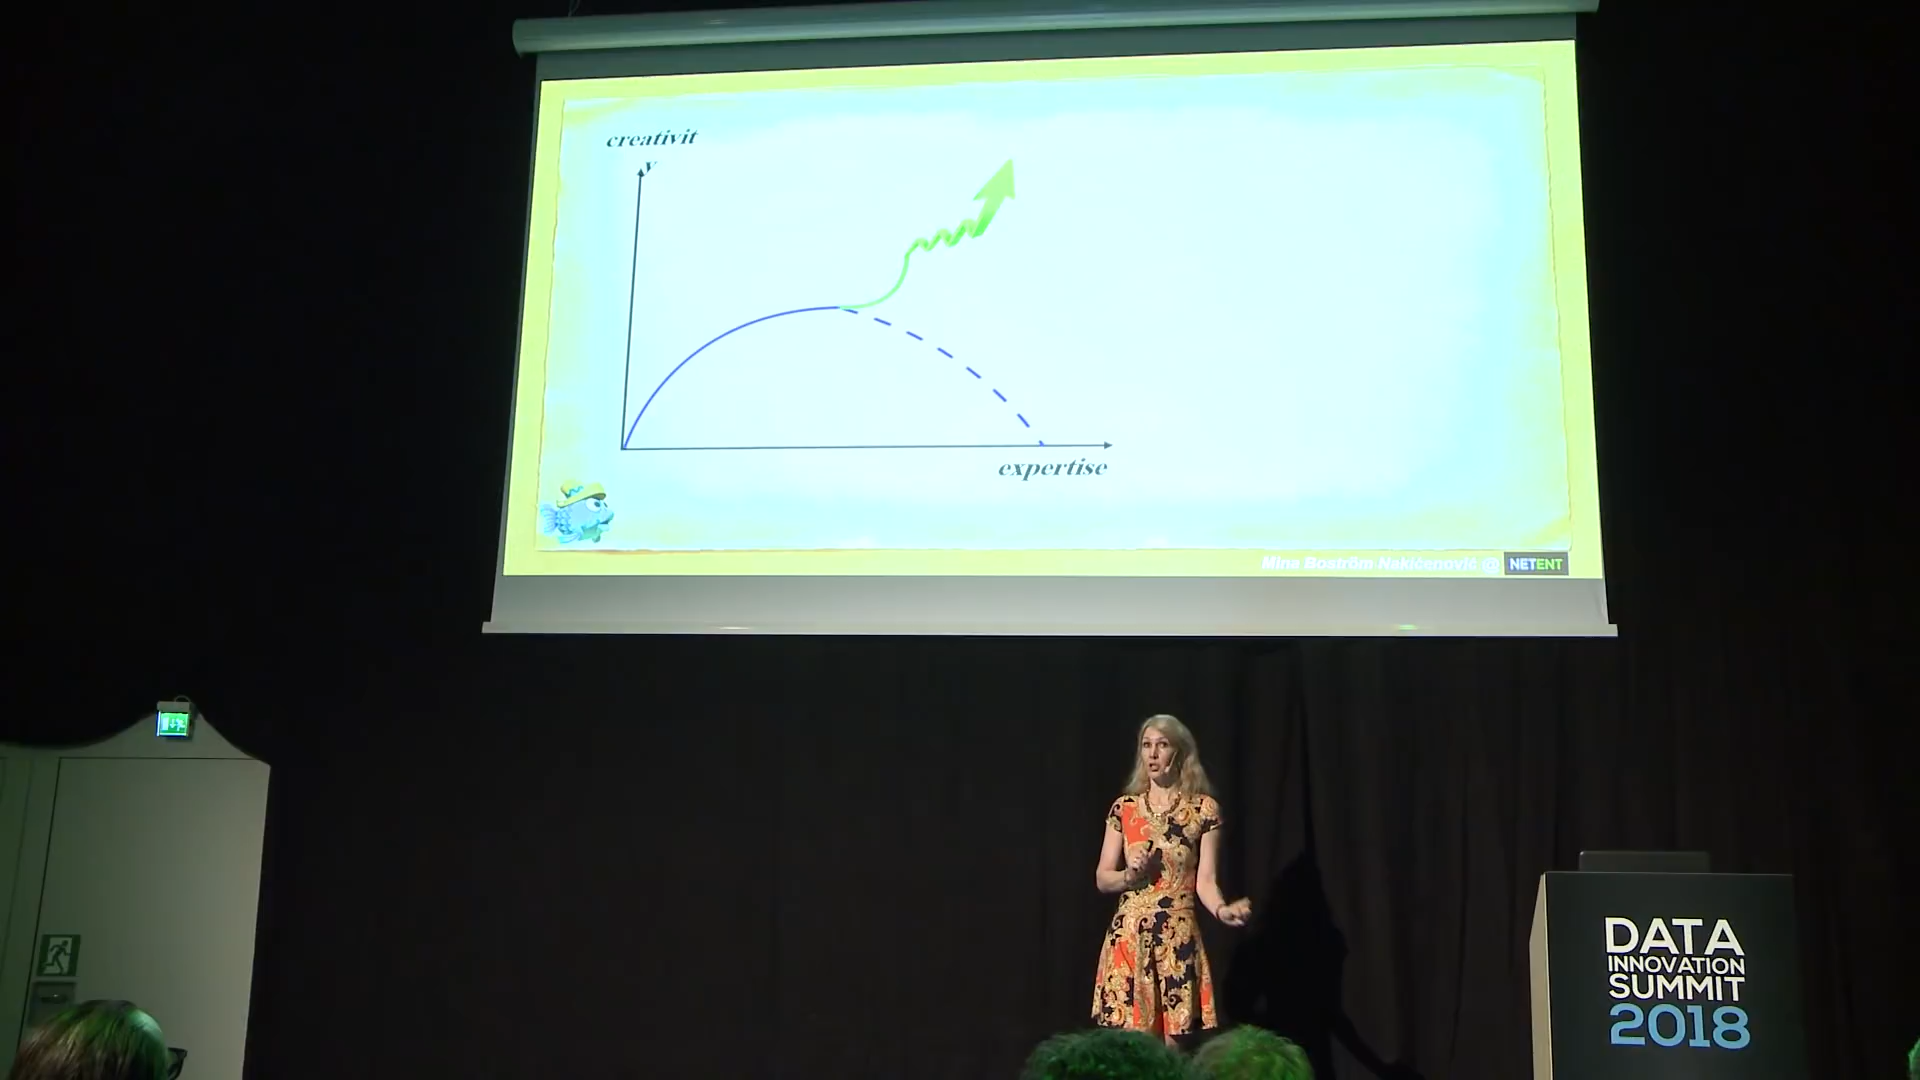 creativit
y
expertise
Mina Boström Nakićenović @ NETENT
DATA
INNOVATION
SUMMIT
2018